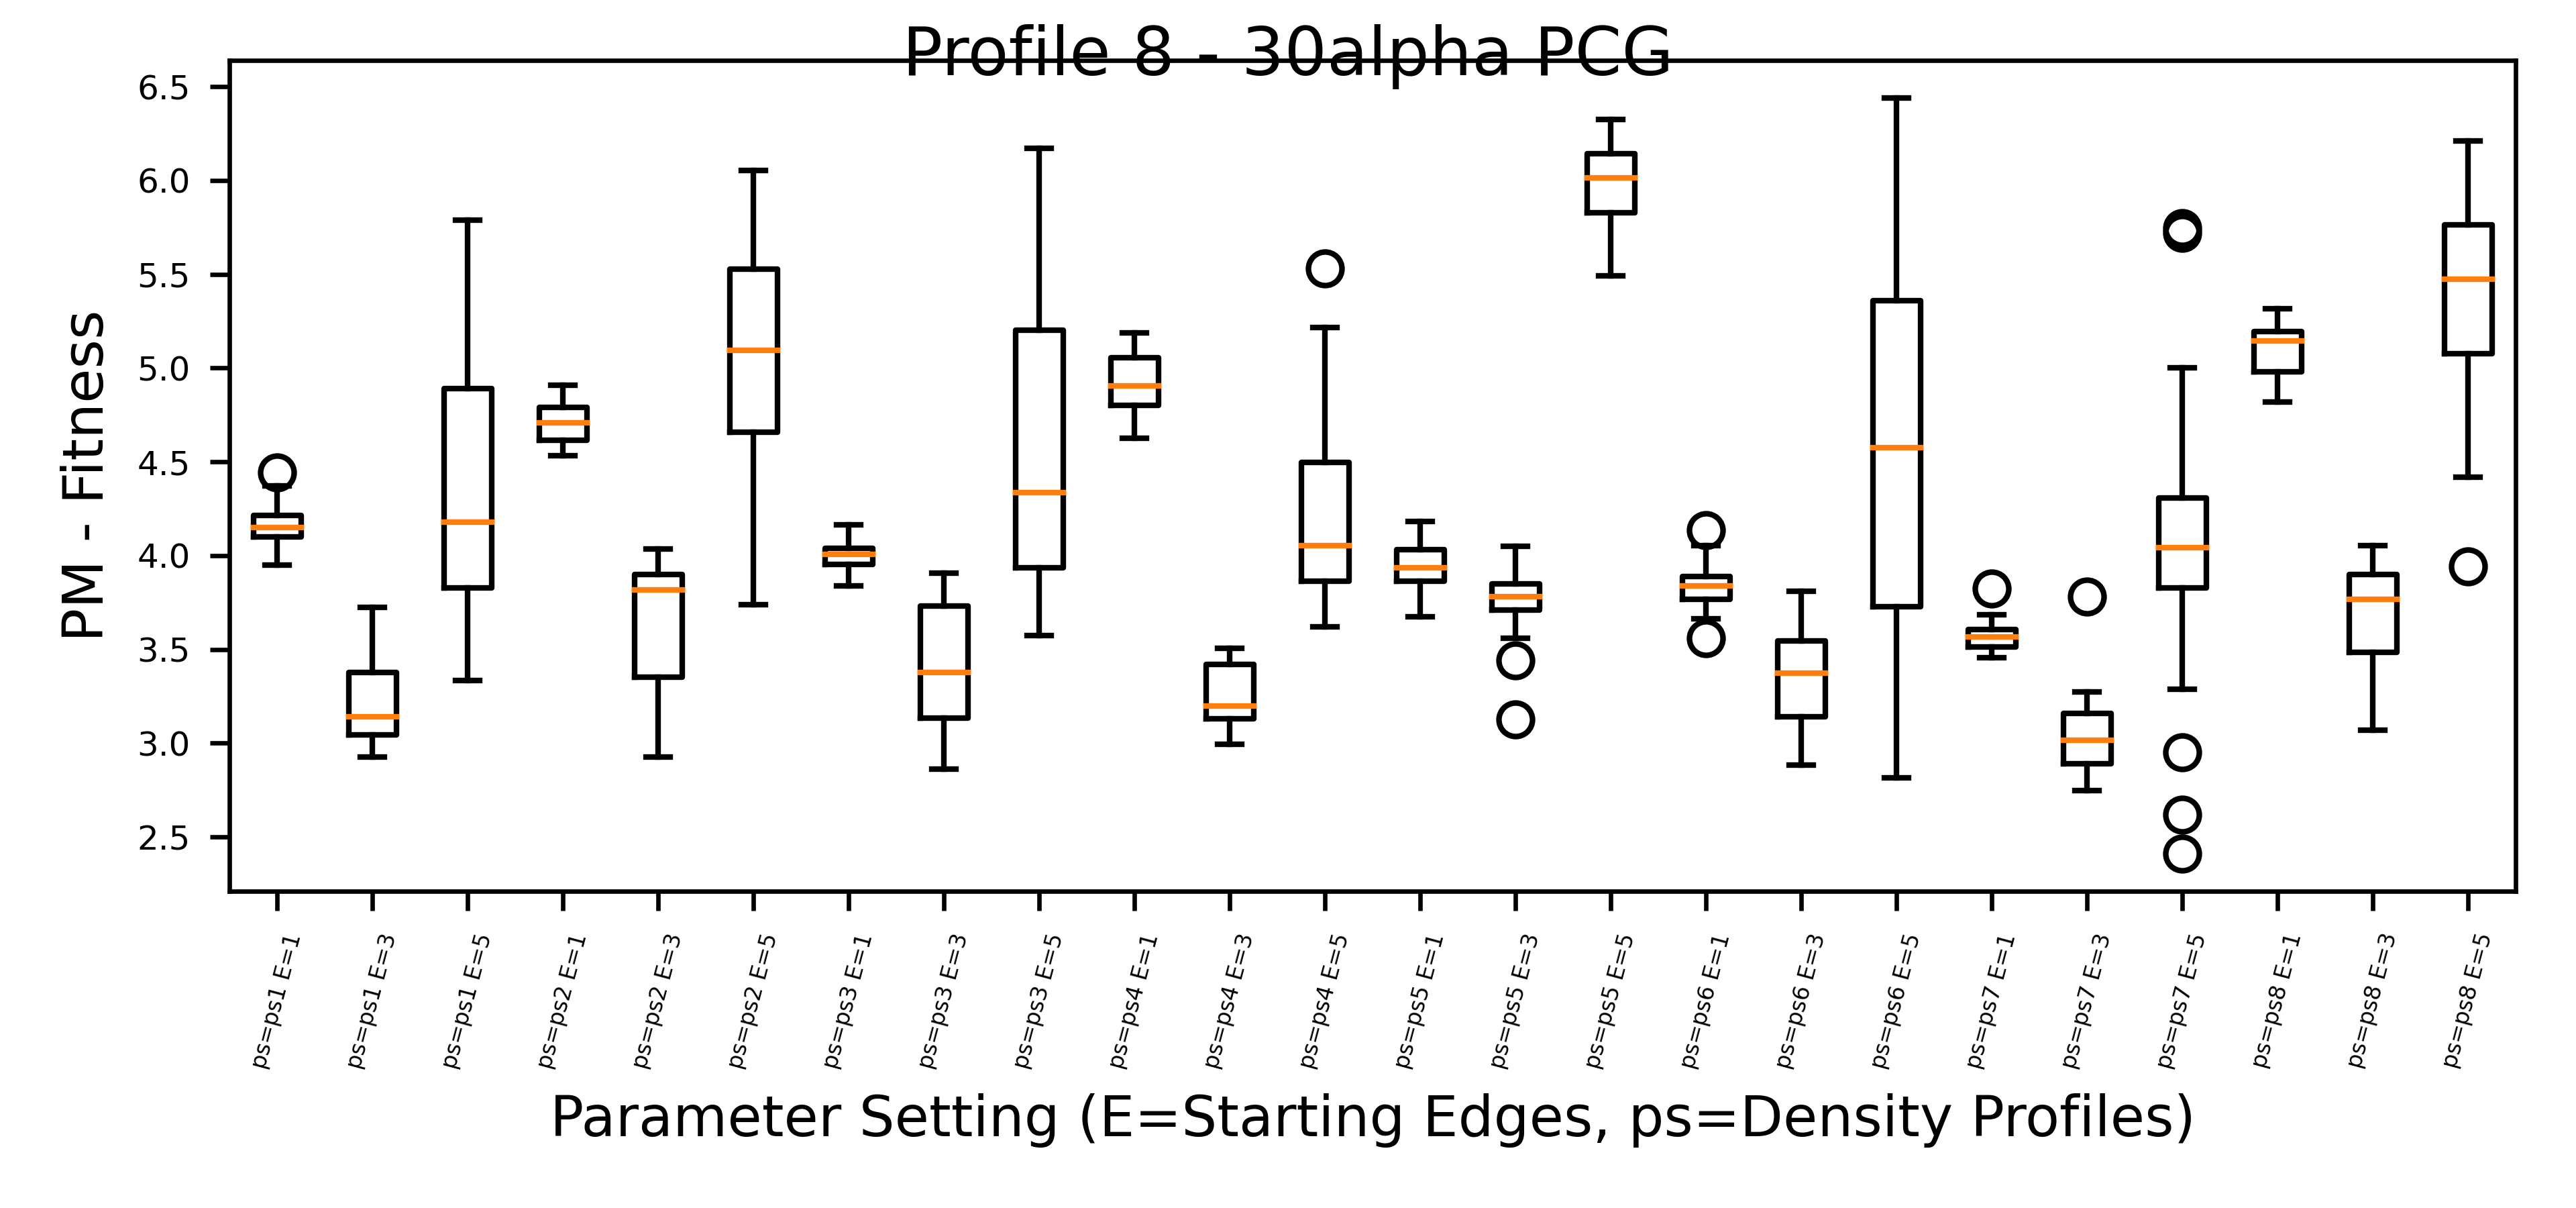 Profile 8 - 30alpha PCG
PM - Fitness
6.5
6.0
5.5
5.0
4.5
4.0
3.5
3.0
2.5
ps=ps1 E=1
ps=ps1 E=3
ps=ps1 E=5
ps=ps2 E=1
ps=ps2 E=3
ps=ps2 E=5
ps=ps3 E=1
ps=ps3 E=3
ps=ps3 E=5
ps=ps4 E=1
ps=ps4 E=3
ps=ps4 E=5
ps=ps5 E=1
ps=ps5 E=3
ps=ps5 E=5
ps=ps6 E=1
ps=ps6 E=3
ps=ps6 E=5
ps=ps7 E=1
ps=ps7 E=3
ps=ps7 E=5
ps=ps8 E=1
ps=ps8 E=3
ps=ps8 E=5
Parameter Setting (E=Starting Edges, ps=Density Profiles)